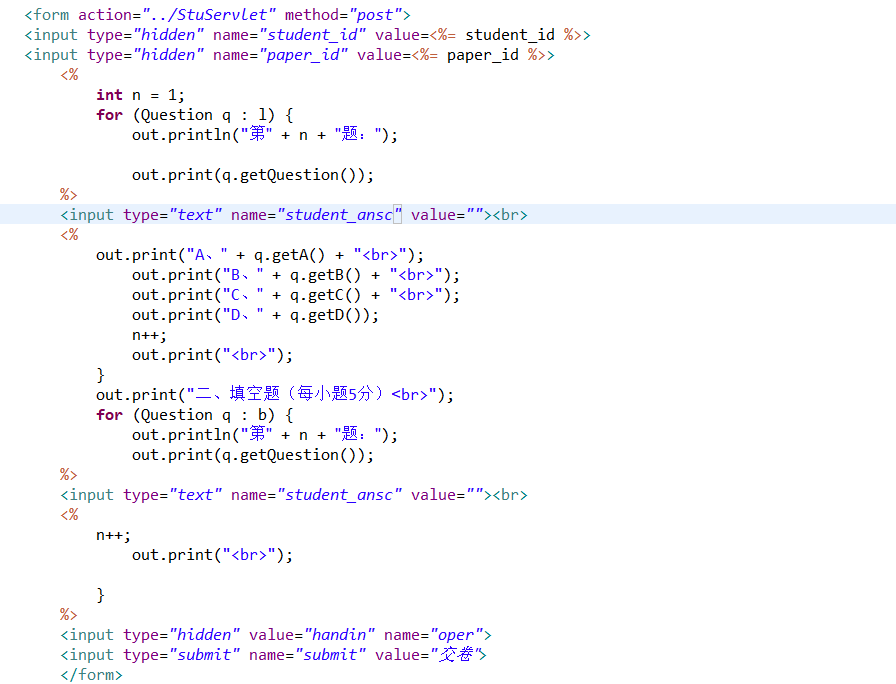 <form action="../StuServlet" method="post">
<input type="hidden" name="student_id" value=<%= student_id %>>
<input type="hidden" name="paper_id" value=<%= paper_id %>>
<%
int n = 1;
for (Question q : l) {
out.println("第" + n + "题：");
out.print(q.getQuestion());
%>
<input type="text" name="student_ansc" value=""><br>
<%
out.print("A、" + q.getA() + "<br>");
out.print("B、" + q.getB() + "<br>");
out.print("C、" + q.getC() + "<br>");
out.print("D、" + q.getD());
n++;
out.print("<br>");
}
out.print("二、填空题（每小题5分）<br>");
for (Question q : b) {
out.println("第" + n + "题：");
out.print(q.getQuestion());
%>
<input type="text" name="student_ansc" value=""><br>
<%
n++;
out.print("<br>");
}
%>
<input type="hidden" value="handin" name="oper">
<input type="submit" name="submit" value="交卷">
</form>